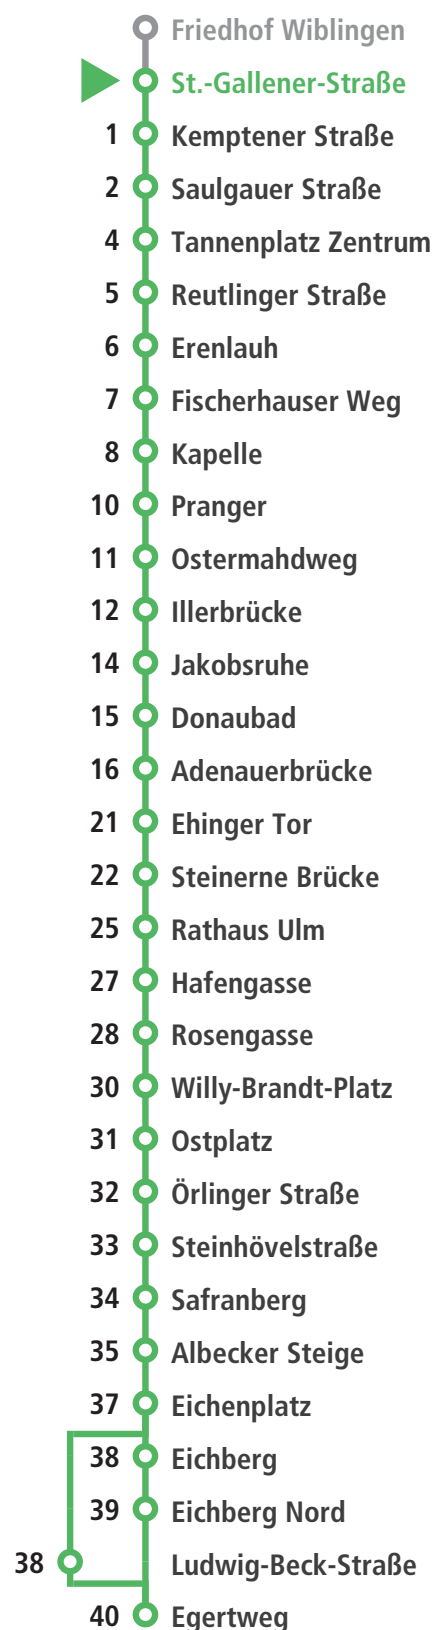 Friedhof Wiblingen
St.-Gallener-Straße
1 Kemptener Straße
2 Saulgauer Straße
4 Tannenplatz Zentrum
5 Reutlinger Straße
6 Erenlauh
7 Fischerhauser Weg
8 Kapelle
10 Pranger
11 Ostermahdweg
12 Illerbrücke
14 Jakobsruhe
15 Donaubad
16 Adenauerbrücke
21 Ehinger Tor
22 Steinerne Brücke
25 Rathaus Ulm
27 Hafengasse
28 Rosengasse
30 Willy-Brandt-Platz
31 Ostplatz
32 Örlinger Straße
33 Steinhövelstraße
34 Safranberg
35 Albecker Steige
37 Eichenplatz
38 Eichberg
39 Eichberg Nord
38 Ludwig-Beck-Straße
40 Egertweg